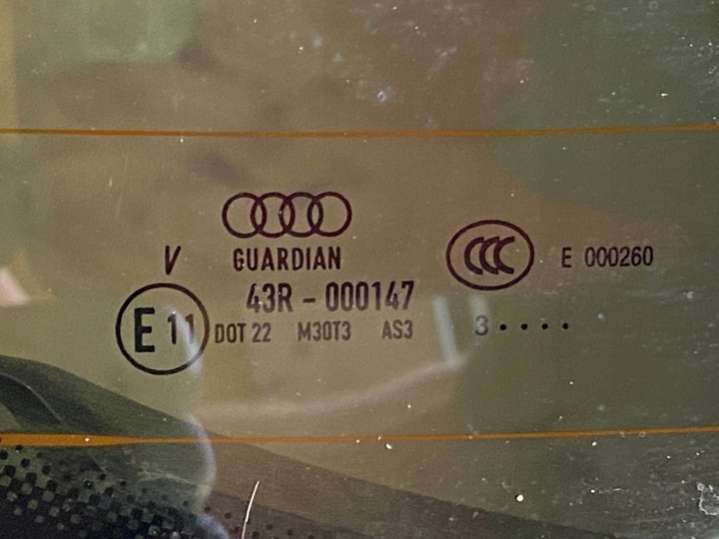 V GUARDIAN CCC E 000260
43R - 000147
E 11 DOT 22 M30T3 AS3 3 • • • •